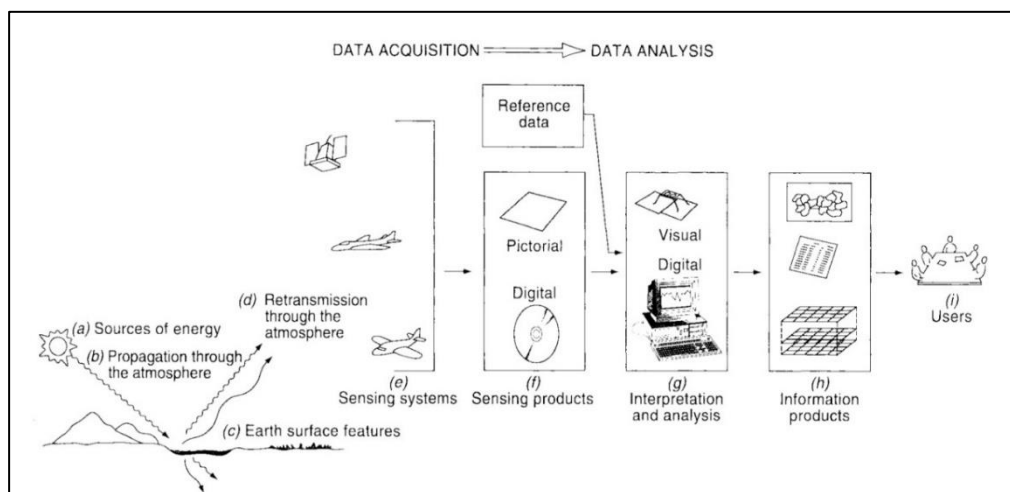 DATA ACQUISITION
DATA ANALYSIS
Reference
data
(a) Sources of energy
(b) Propagation through
the atmosphere
(c) Earth surface features
(d)
Retransmission
through the
atmosphere
(e)
Sensing systems
Pictorial
Digital
(f)
Sensing products
Visual
Digital
(g)
Interpretation
and analysis
(h)
Information
products
(i)
Users